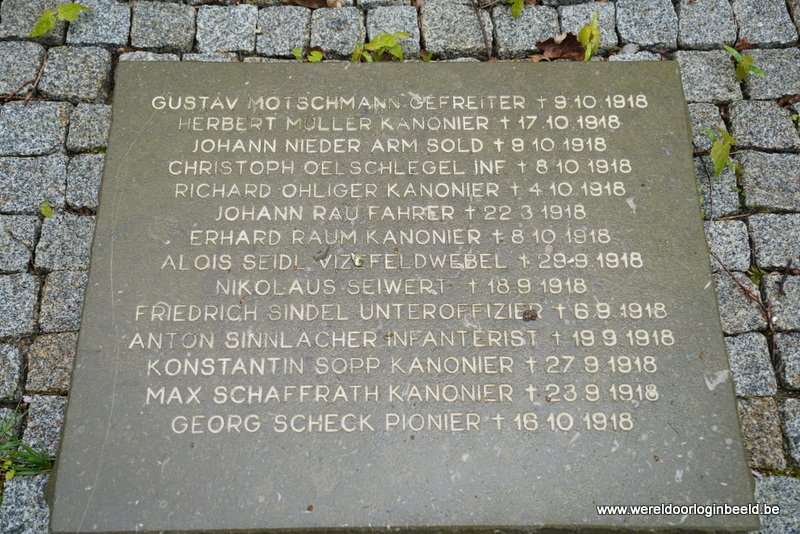 GUSTAV MOTSCHMANN GEFREITER † 9.10.1918
HERBERT MÜLLER KANONIER † 17.10.1918
JOHANN NIEDER ARM.SOLD. † 9.10.1918
CHRISTOPH OELSCHLEGEL INF. † 8.10.1918
RICHARD OHLIGER KANONIER † 4.10.1918
JOHANN RAU FAHRER † 22.3.1918
ERHARD RAUM KANONIER † 8.10.1918
ALOIS SEIDL VIZEFELDWEBEL † 29.9.1918
NIKOLAUS SEIWERT † 18.9.1918
FRIEDRICH SINDEL UNTEROFFIZIER † 6.9.1918
ANTON SINNLACHER INFANTERIST † 19.9.1918
KONSTANTIN SOPP KANONIER † 27.9.1918
MAX SCHAFFRATH KANONIER † 23.9.1918
GEORG SCHECK PIONIER † 16.10.1918
www.wereldoorloginbeeld.be